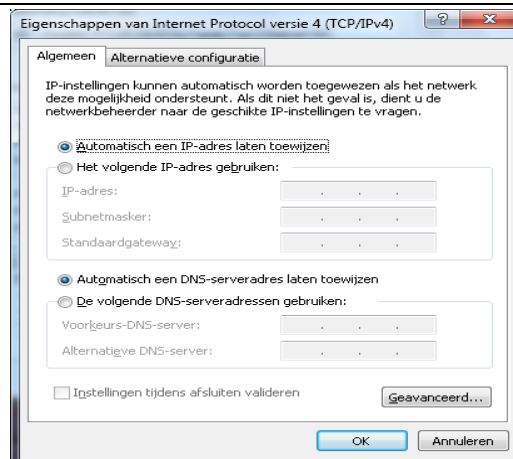 Eigenschappen van Internet Protocol versie 4 (TCP/IPv4)
Algemeen Alternatieve configuratie
IP-instellingen kunnen automatisch worden toegewezen als het netwerk
deze mogelijkheid ondersteunt. Als dit niet het geval is, dient u de
netwerkbeheerder naar de geschikte IP-instellingen te vragen.
Automatisch een IP-adres laten toewijzen
Het volgende IP-adres gebruiken:
IP-adres:
Subnetmasker:
Standaardgateway:
Automatisch een DNS-serveradres laten toewijzen
De volgende DNS-serveradressen gebruiken:
Voorkeurs-DNS-server:
Alternatieve DNS-server:
Instellingen tijdens afsluiten valideren
Geavanceerd...
OK Annuleren